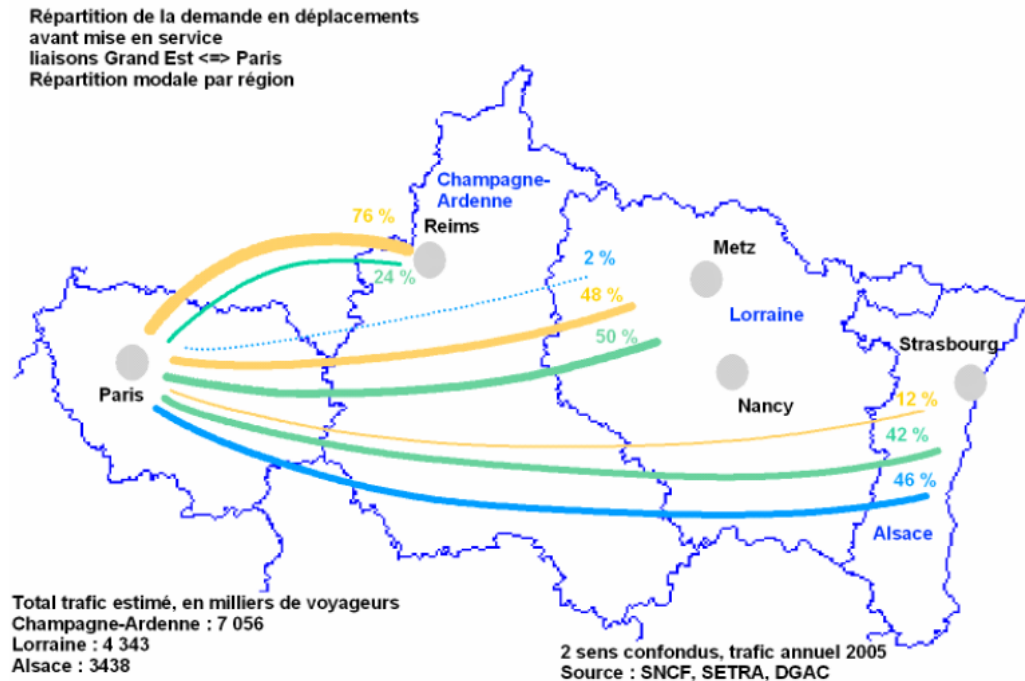 Répartition de la demande en déplacements
avant mise en service
liaisons Grand Est <=> Paris
Répartition modale par région
Champagne-
Ardenne
76 %
Reims
24 %
2 %
Metz
48 %
Lorraine
50 %
Strasbourg
Paris
Nancy
12 %
42 %
46 %
Alsace
Total trafic estimé, en milliers de voyageurs
Champagne-Ardenne : 7 056
Lorraine : 4 343
Alsace : 3438
2 sens confondus, trafic annuel 2005
Source : SNCF, SETRA, DGAC